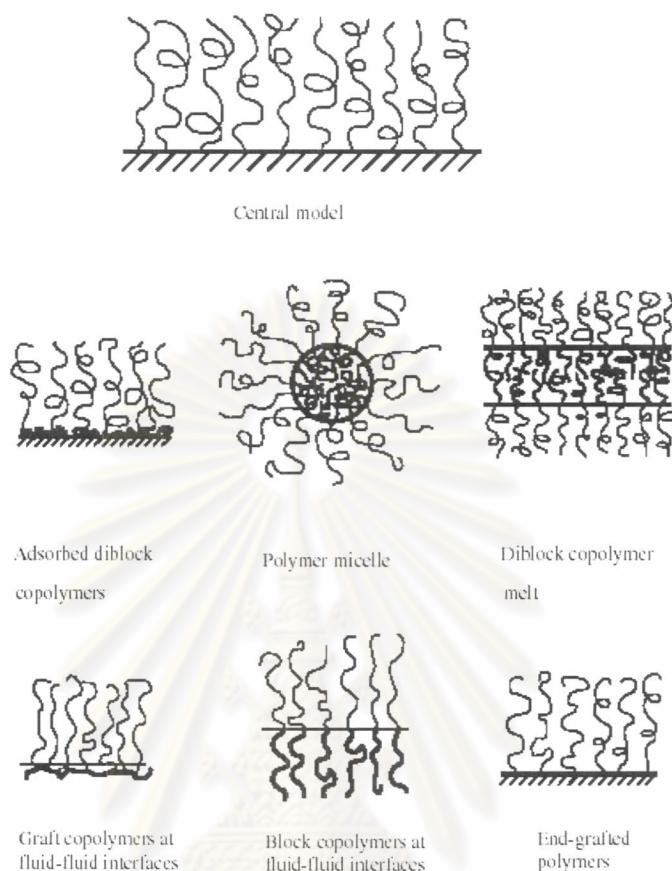 Central model
Adsorbed diblock
copolymers
Polymer micelle
Diblock copolymer
melt
Graft copolymers at
fluid-fluid interfaces
Block copolymers at
fluid-fluid interfaces
End-grafted
polymers